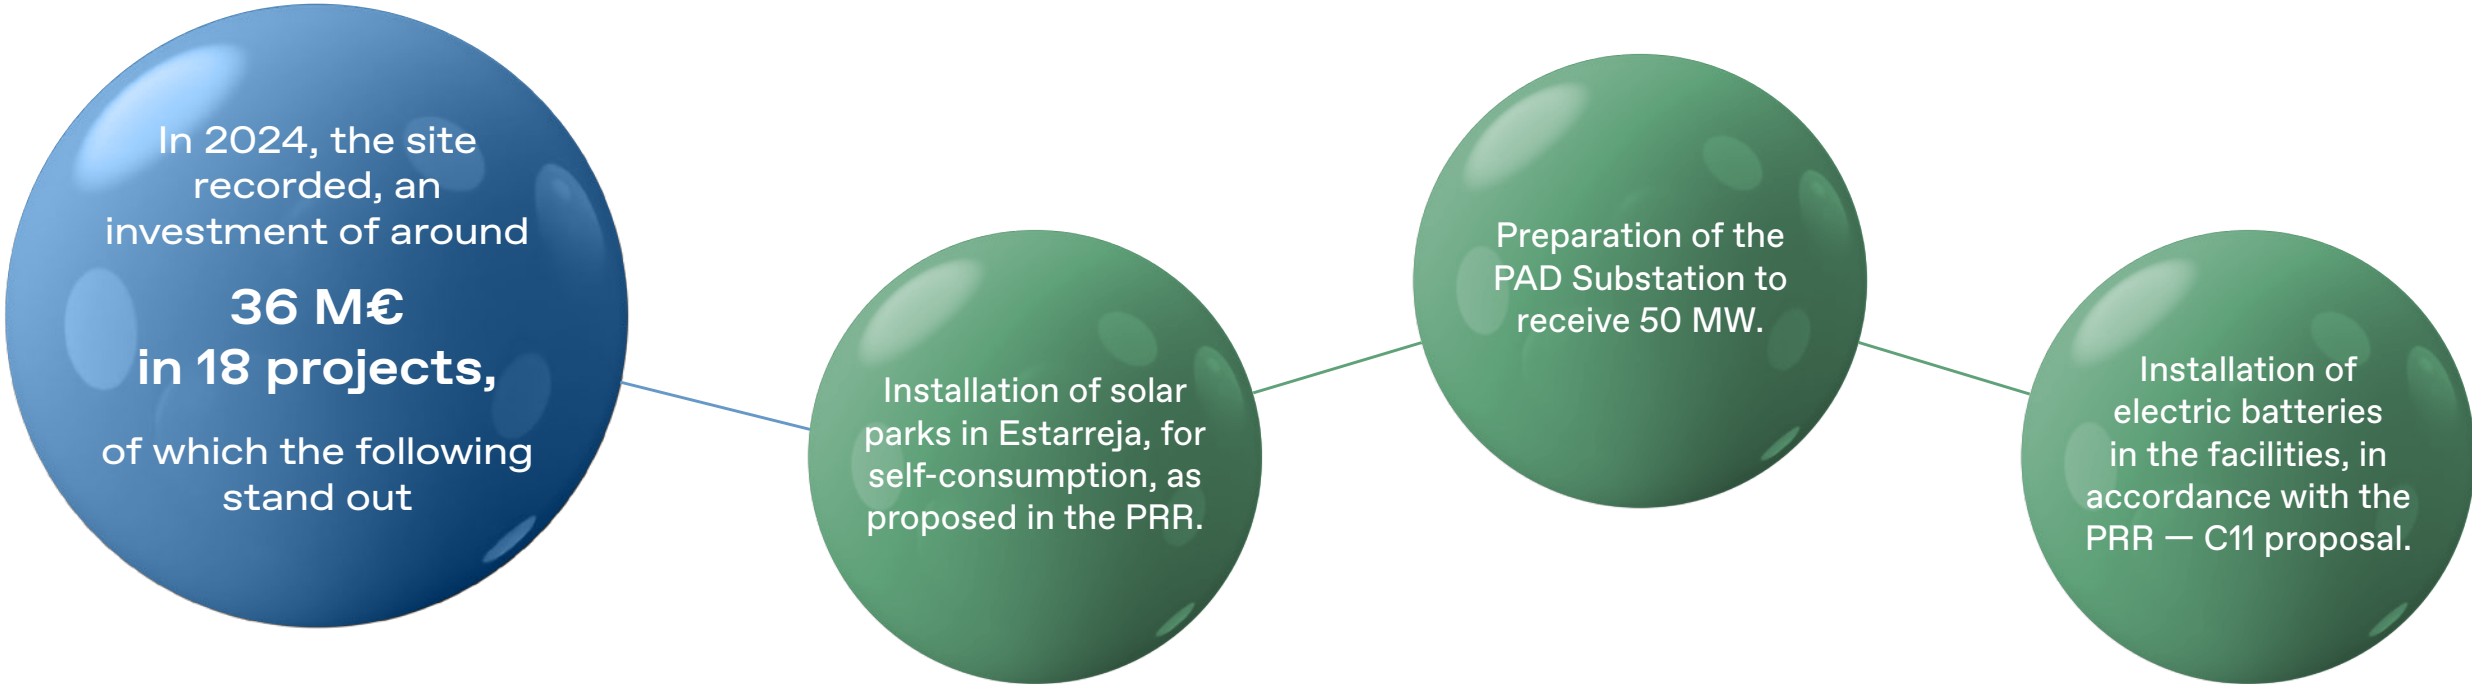 In 2024, the site
recorded, an
investment of around
36 M€
in 18 projects,
of which the following
stand out
Installation of solar
parks in Estarreja, for
self-consumption, as
proposed in the PRR.
Preparation of the
PAD Substation to
receive 50 MW.
Installation of
electric batteries
in the facilities, in
accordance with the
PRR — C11 proposal.